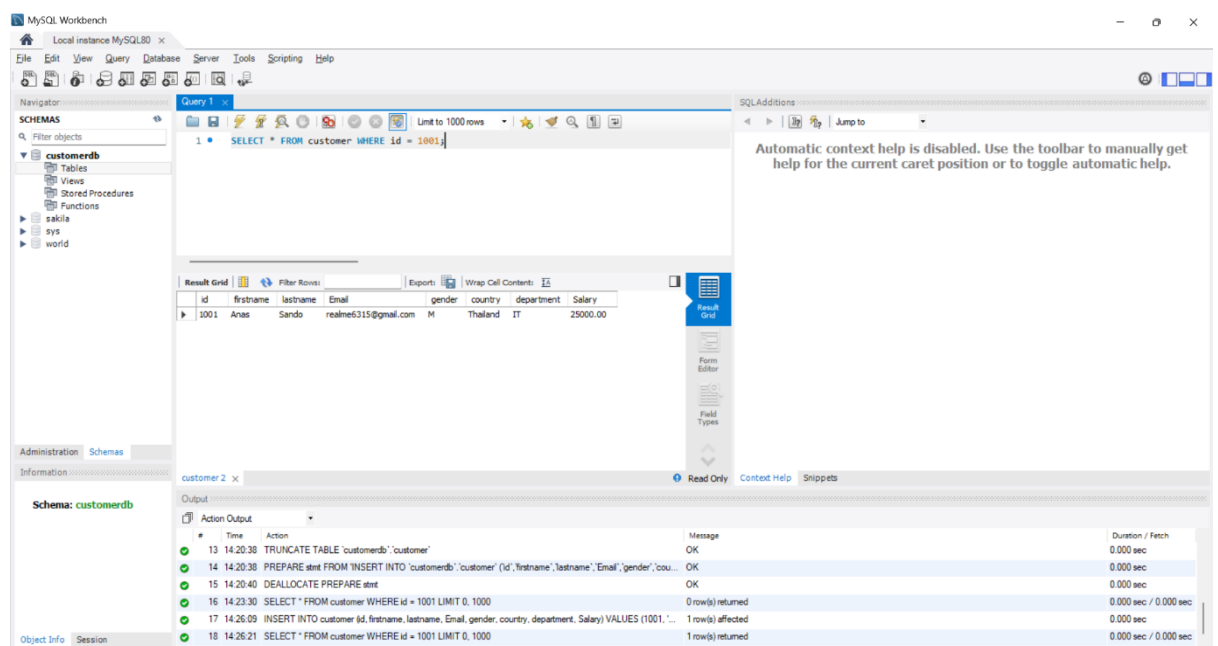 MySQL Workbench
Local instance MySQL80
File Edit View Query Database Server Tools Scripting Help
Navigator
SCHEMAS
Filter objects
customerdb
Tables
Views
Stored Procedures
Functions
sakila
sys
world
Administration Schemas
Information
Schema: customerdb
Object Info Session
Query 1
Limit to 1000 rows
1 SELECT * FROM customer WHERE id = 1001;
Result Grid Filter Rows: Export: Wrap Cell Content:
id firstname lastname Email gender country department Salary
1001 Anas Sando realme6315@gmail.com M Thailand IT 25000.00
Result Grid
Form Editor
Field Types
customer 2 Read Only
SQLAdditions
Jump to
Automatic context help is disabled. Use the toolbar to manually get
help for the current caret position or to toggle automatic help.
Context Help Snippets
Output
Action Output
# Time Action Message Duration / Fetch
13 14:20:38 TRUNCATE TABLE `customerdb`.`customer` OK 0.000 sec
14 14:20:38 PREPARE stmt FROM 'INSERT INTO `customerdb`.`customer` (`id`,`firstname`,`lastname`,`Email`,`gender`,`cou... OK 0.000 sec
15 14:20:40 DEALLOCATE PREPARE stmt OK 0.000 sec
16 14:23:30 SELECT * FROM customer WHERE id = 1001 LIMIT 0, 1000 0 row(s) returned 0.000 sec / 0.000 sec
17 14:26:09 INSERT INTO customer (id, firstname, lastname, Email, gender, country, department, Salary) VALUES (1001, '... 1 row(s) affected 0.000 sec
18 14:26:21 SELECT * FROM customer WHERE id = 1001 LIMIT 0, 1000 1 row(s) returned 0.000 sec / 0.000 sec